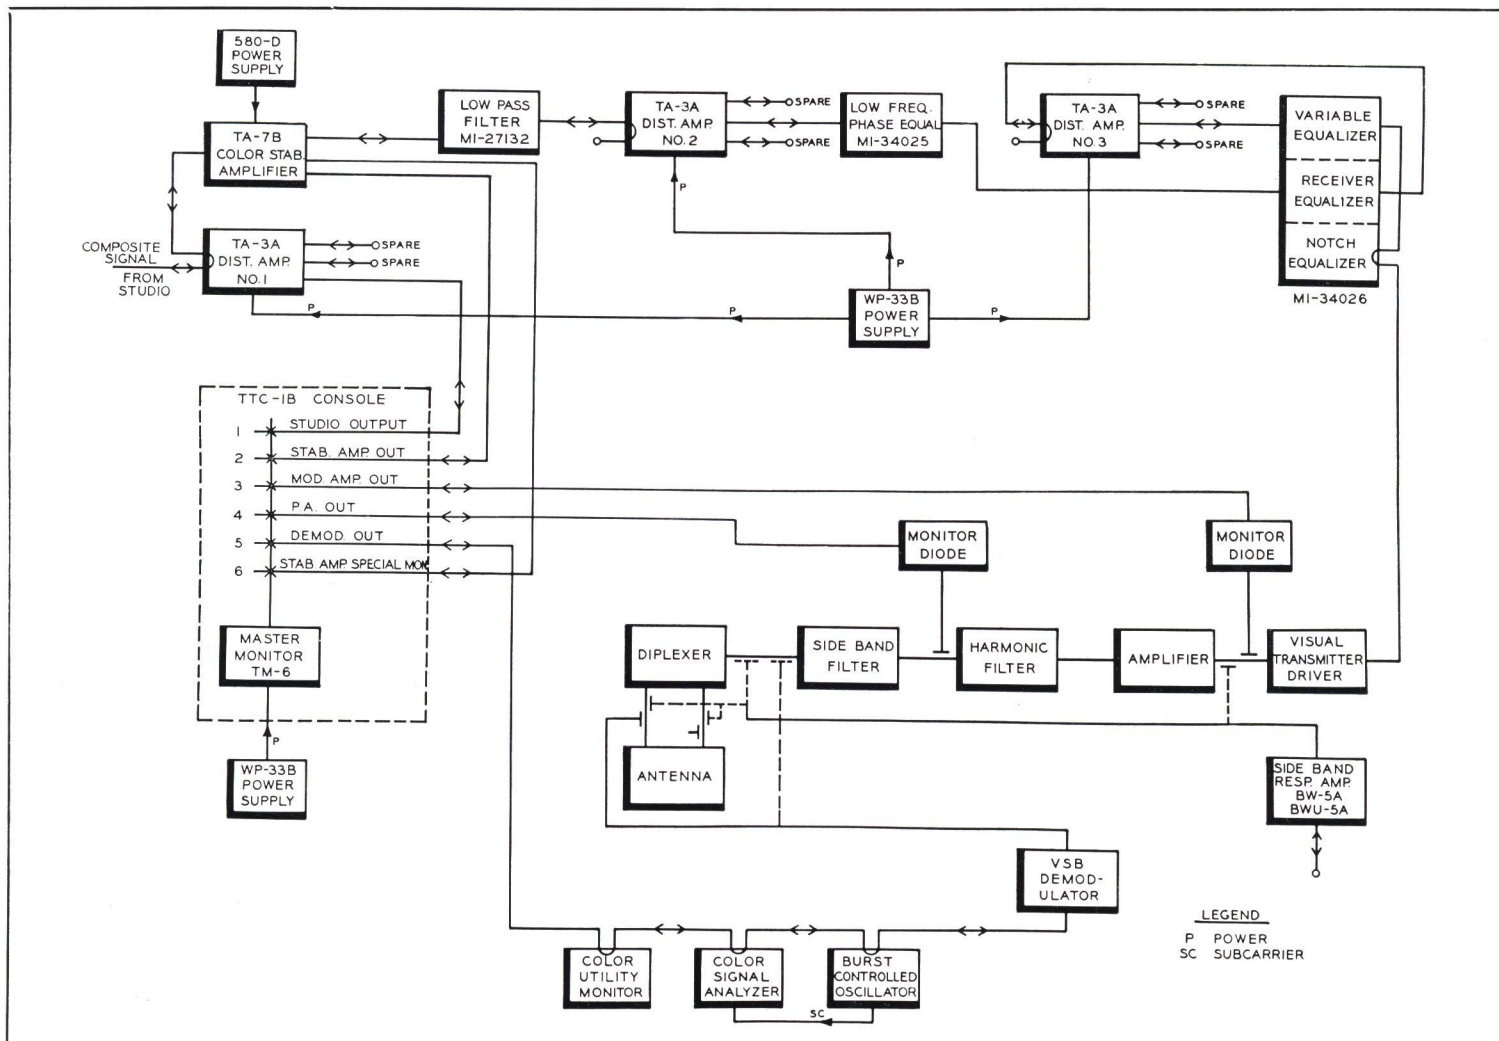 580-D
POWER
SUPPLY
TA-7B
COLOR STAB.
AMPLIFIER
LOW PASS
FILTER
MI-27132
TA-3A
DIST. AMP.
NO. 2
SPARE
SPARE
LOW FREQ.
PHASE EQUAL
MI-34025
TA-3A
DIST. AMP.
NO. 3
SPARE
SPARE
VARIABLE
EQUALIZER
RECEIVER
EQUALIZER
NOTCH
EQUALIZER
MI-34026
COMPOSITE
SIGNAL
FROM
STUDIO
TA-3A
DIST. AMP.
NO. 1
SPARE
SPARE
P
P
P
P
WP-33B
POWER
SUPPLY
TTC-1B CONSOLE
1 STUDIO OUTPUT
2 STAB. AMP. OUT
3 MOD. AMP. OUT
4 P.A. OUT
5 DEMOD. OUT
6 STAB. AMP. SPECIAL MON.
MASTER
MONITOR
TM-6
P
WP-33B
POWER
SUPPLY
MONITOR
DIODE
MONITOR
DIODE
DIPLEXER
SIDE BAND
FILTER
HARMONIC
FILTER
AMPLIFIER
VISUAL
TRANSMITTER
DRIVER
ANTENNA
SIDE BAND
RESP. AMP.
BW-5A
BWU-5A
VSB
DEMOD-
ULATOR
COLOR
UTILITY
MONITOR
COLOR
SIGNAL
ANALYZER
BURST
CONTROLLED
OSCILLATOR
SC
LEGEND
P POWER
SC SUBCARRIER